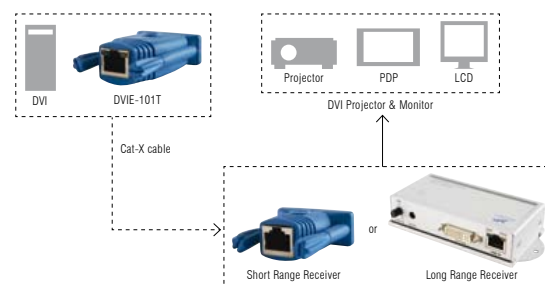 DVI
DVIE-101T
Projector
PDP
LCD
DVI Projector & Monitor
Cat-X cable
or
Short Range Receiver
Long Range Receiver